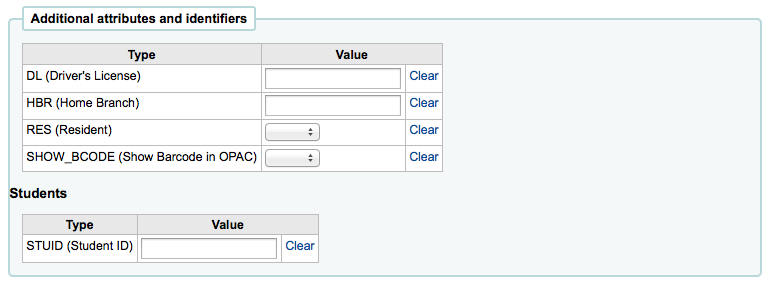 Additional attributes and identifiers
Type Value
DL (Driver's License) Clear
HBR (Home Branch) Clear
RES (Resident) Clear
SHOW_BCODE (Show Barcode in OPAC) Clear
Students
Type Value
STUID (Student ID) Clear